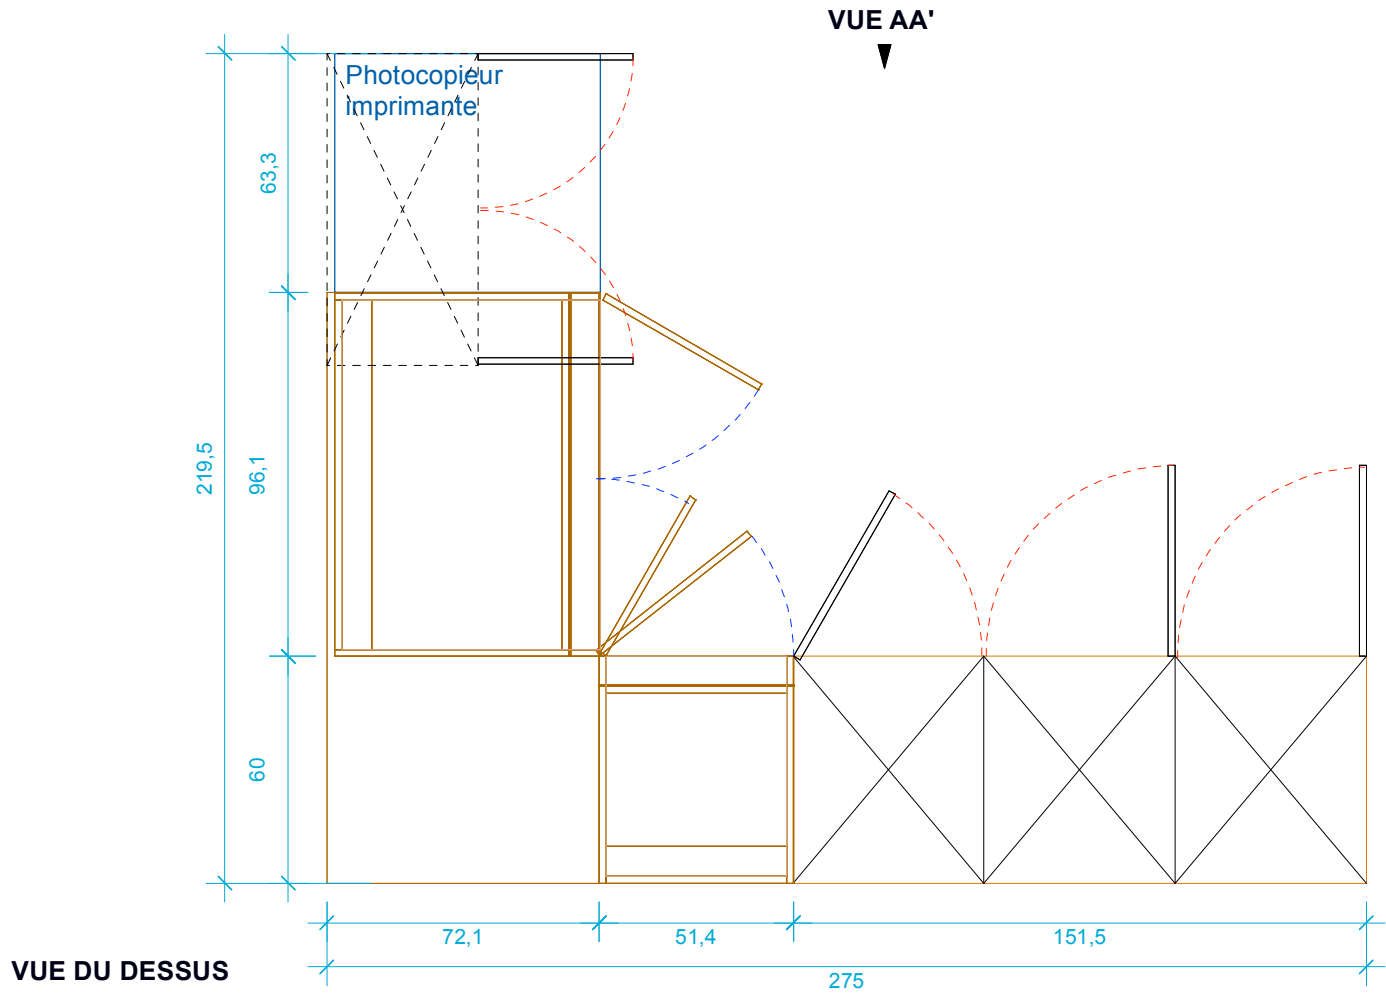 VUE AA'
Photocopieur
imprimante
63,3
219,5
96,1
60
72,1
51,4
151,5
VUE DU DESSUS
275